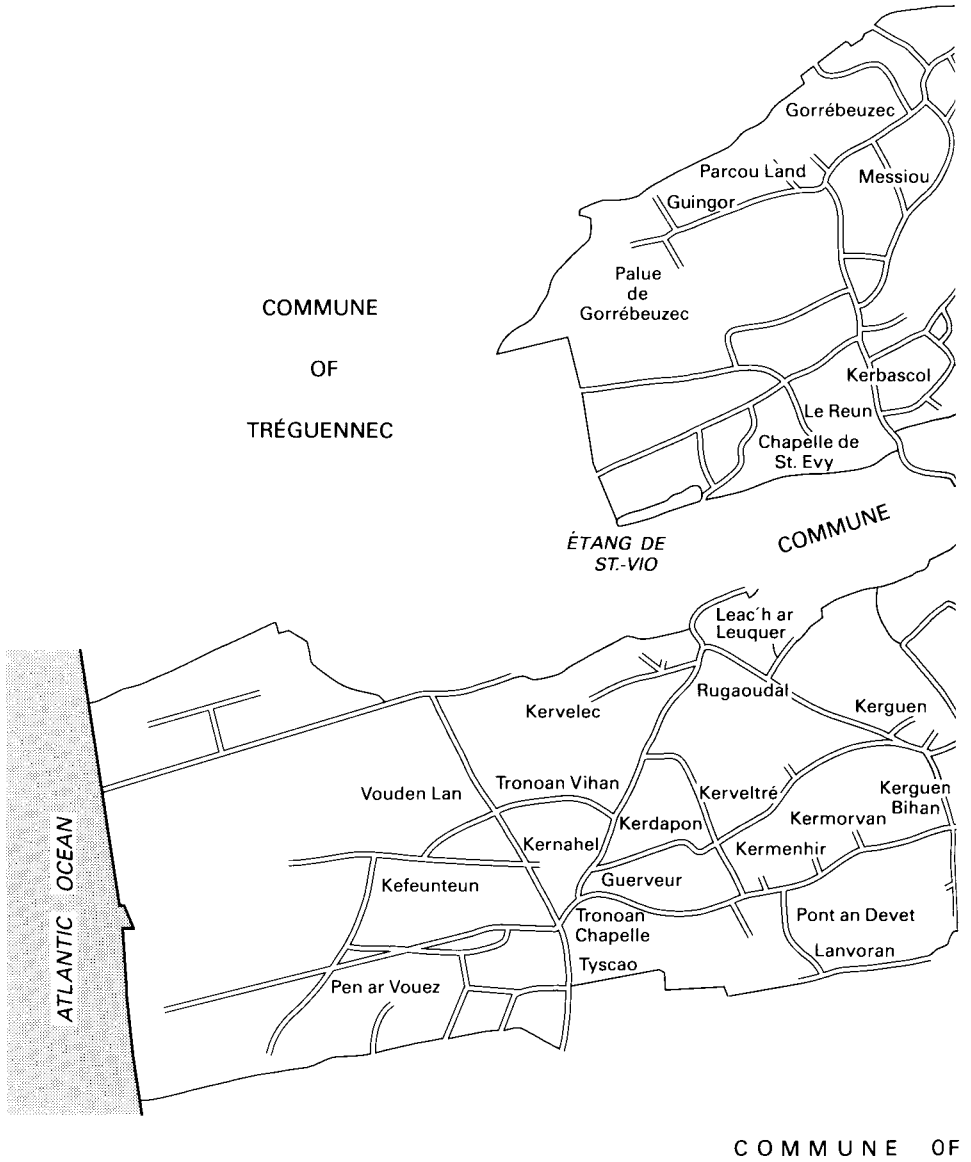 Gorrébeuzec
Parcou Land
Messiou
Guingor
Palue
de
Gorrébeuzec
COMMUNE
OF
TRÉGUENNEC
Kerbascol
Le Reun
Chapelle de
St. Evy
COMMUNE
ÉTANG DE
ST.-VIO
Leac'h ar
Leuquer
Rugaoudal
Kervelec
Kerguen
Vouden Lan
Tronoan Vihan
Kerveltré
Kerguen
Bihan
Kerdapon
Kermorvan
Kernahel
Kermenhir
Kefeunteun
Guerveur
Tronoan
Chapelle
Pont an Devet
Lanvoran
Tyscao
Pen ar Vouez
ATLANTIC OCEAN
COMMUNE OF